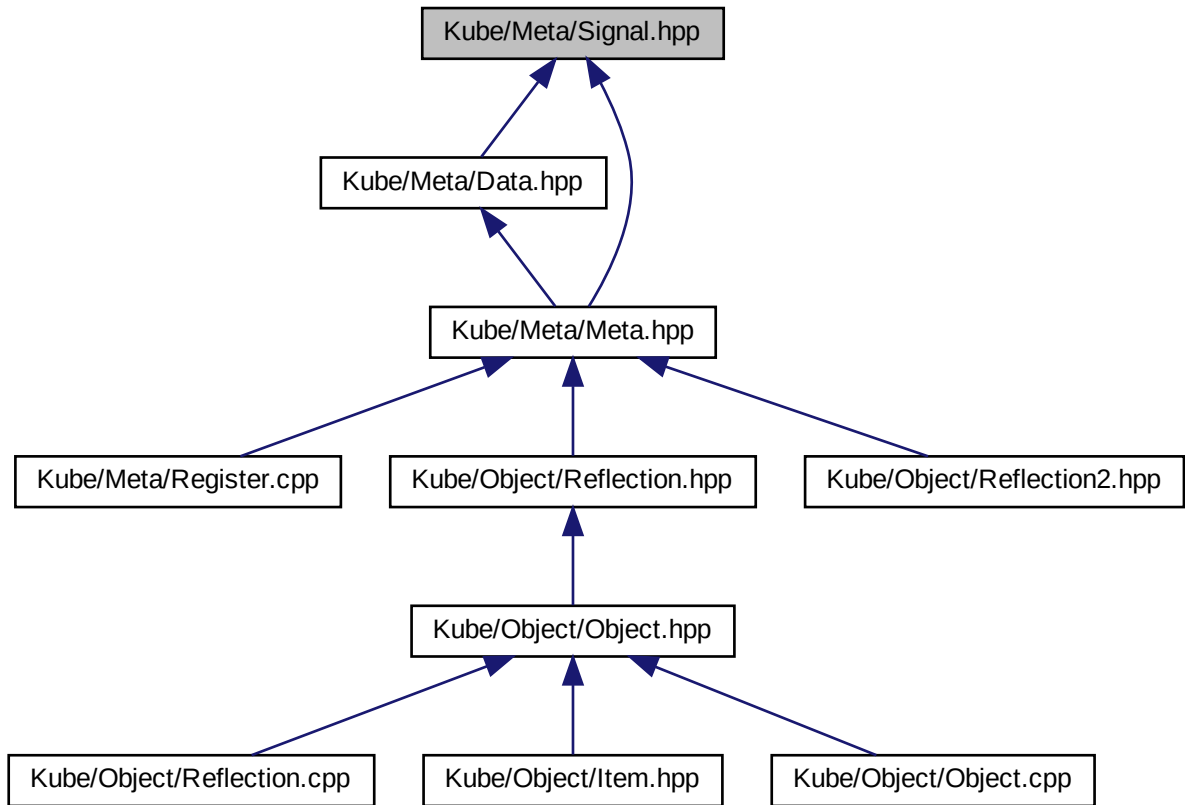 Kube/Meta/Signal.hpp
Kube/Meta/Data.hpp
Kube/Meta/Meta.hpp
Kube/Meta/Register.cpp
Kube/Object/Reflection.hpp
Kube/Object/Reflection2.hpp
Kube/Object/Object.hpp
Kube/Object/Reflection.cpp
Kube/Object/Item.hpp
Kube/Object/Object.cpp